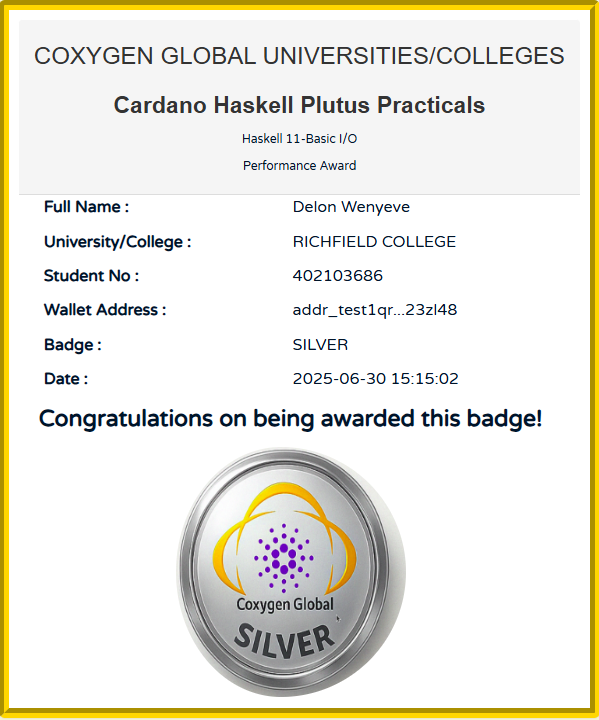 COXYGEN GLOBAL UNIVERSITIES/COLLEGES
Cardano Haskell Plutus Practicals
Haskell 11-Basic I/O
Performance Award
Full Name : Delon Wenyeve
University/College : RICHFIELD COLLEGE
Student No : 402103686
Wallet Address : addr_test1qr...23zl48
Badge : SILVER
Date : 2025-06-30 15:15:02
Congratulations on being awarded this badge!
Coxygen Global
SILVER